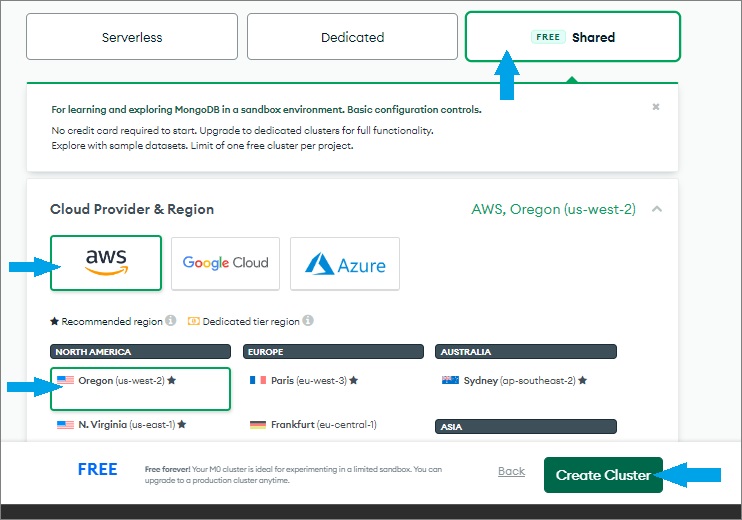 Serverless
Dedicated
FREE Shared
For learning and exploring MongoDB in a sandbox environment. Basic configuration controls.
No credit card required to start. Upgrade to dedicated clusters for full functionality.
Explore with sample datasets. Limit of one free cluster per project.
Cloud Provider & Region
AWS, Oregon (us-west-2)
aws
Google Cloud
Azure
Recommended region
Dedicated tier region
NORTH AMERICA
EUROPE
AUSTRALIA
Oregon (us-west-2)
Paris (eu-west-3)
Sydney (ap-southeast-2)
N. Virginia (us-east-1)
Frankfurt (eu-central-1)
ASIA
FREE
Free forever! Your M0 cluster is ideal for experimenting in a limited sandbox. You can
upgrade to a production cluster anytime.
Back
Create Cluster